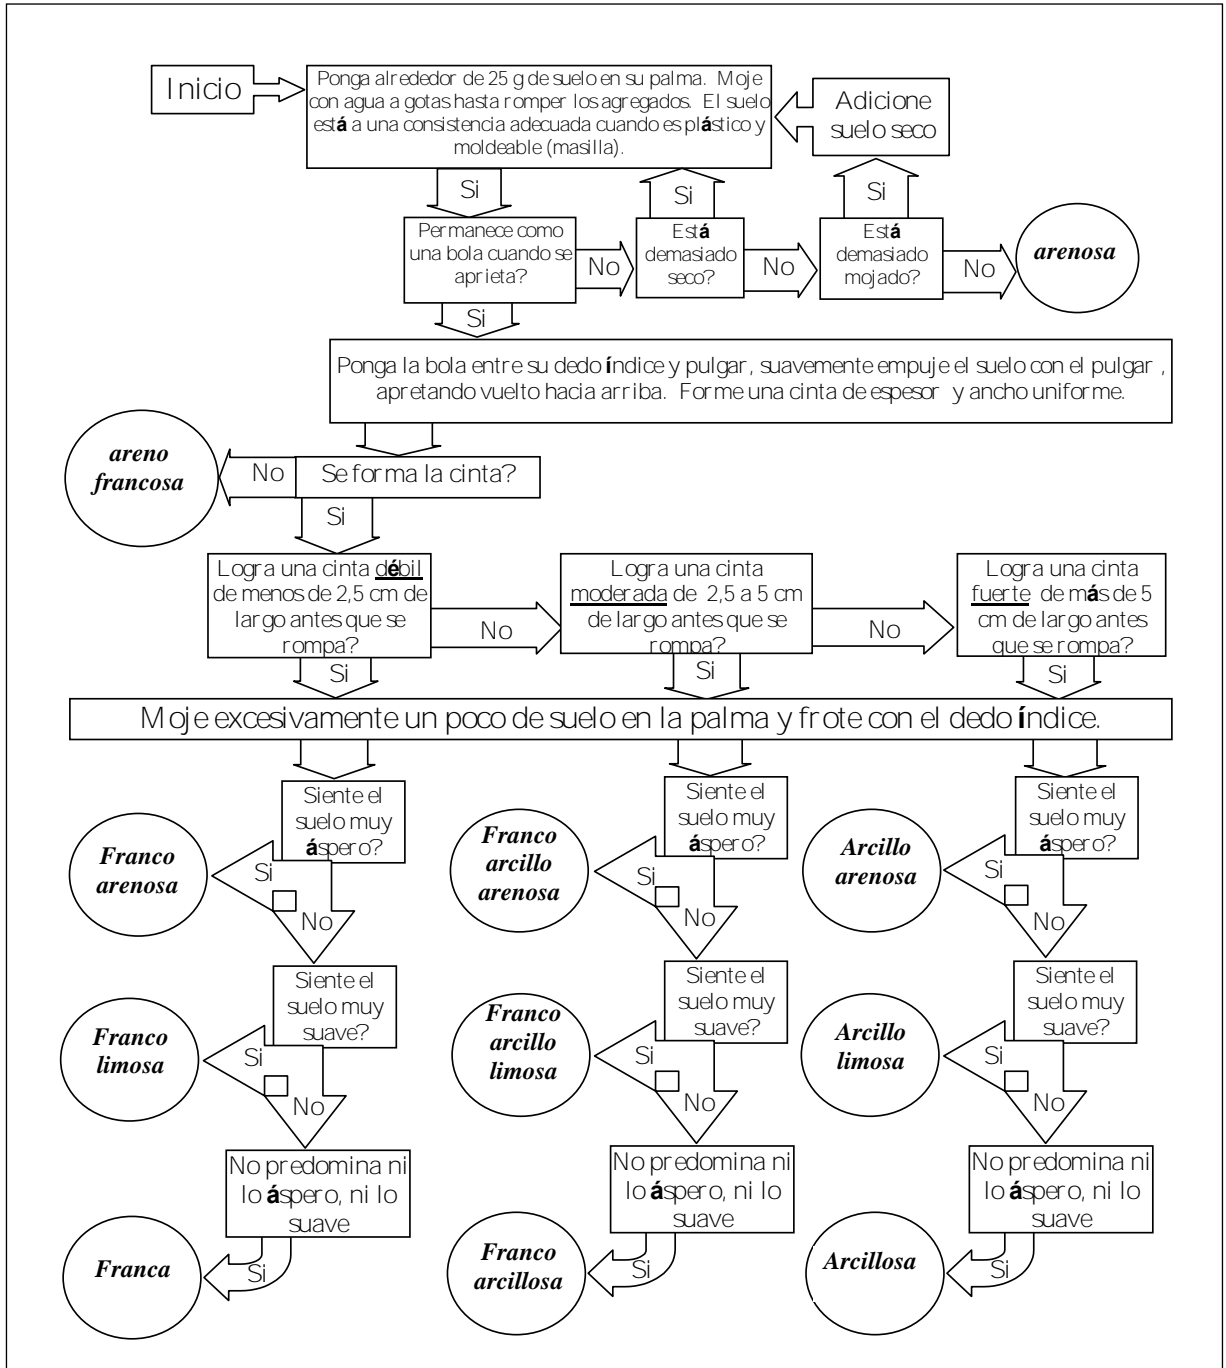 Inicio
Ponga alrededor de 25 g de suelo en su palma. Moje
con agua a gotas hasta romper los agregados. El suelo
está a una consistencia adecuada cuando es plástico y
moldeable (masilla).
Adicione
suelo seco
Si
Si
Si
Permanece como
una bola cuando se
aprieta?
No
Está
demasiado
seco?
No
Está
demasiado
mojado?
No
arenosa
Si
Ponga la bola entre su dedo índice y pulgar, suavemente empuje el suelo con el pulgar,
apretando vuelto hacia arriba. Forme una cinta de espesor y ancho uniforme.
areno
francosa
No
Se forma la cinta?
Si
Logra una cinta débil
de menos de 2,5 cm de
largo antes que se
rompa?
No
Logra una cinta
moderada de 2,5 a 5 cm
de largo antes que se
rompa?
No
Logra una cinta
fuerte de más de 5
cm de largo antes
que se rompa?
Si
Si
Si
Moje excesivamente un poco de suelo en la palma y frote con el dedo índice.
Siente el
suelo muy
áspero?
Si
No
Franco
arenosa
Siente el
suelo muy
áspero?
Si
No
Franco
arcillo
arenosa
Siente el
suelo muy
áspero?
Si
No
Arcillo
arenosa
Siente el
suelo muy
suave?
Si
No
Franco
limosa
Siente el
suelo muy
suave?
Si
No
Franco
arcillo
limosa
Siente el
suelo muy
suave?
Si
No
Arcillo
limosa
No predomina ni
lo áspero, ni lo
suave
Si
Franca
No predomina ni
lo áspero, ni lo
suave
Si
Franco
arcillosa
No predomina ni
lo áspero, ni lo
suave
Si
Arcillosa